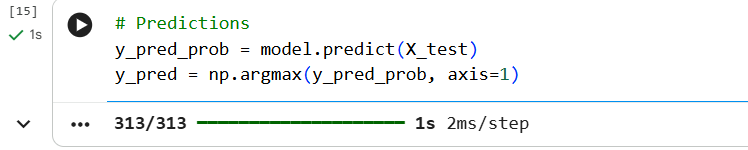 [15]
✓ 1s
# Predictions
y_pred_prob = model.predict(X_test)
y_pred = np.argmax(y_pred_prob, axis=1)
313/313 ━━━━━━━━━━━━━━━━━━━━ 1s 2ms/step